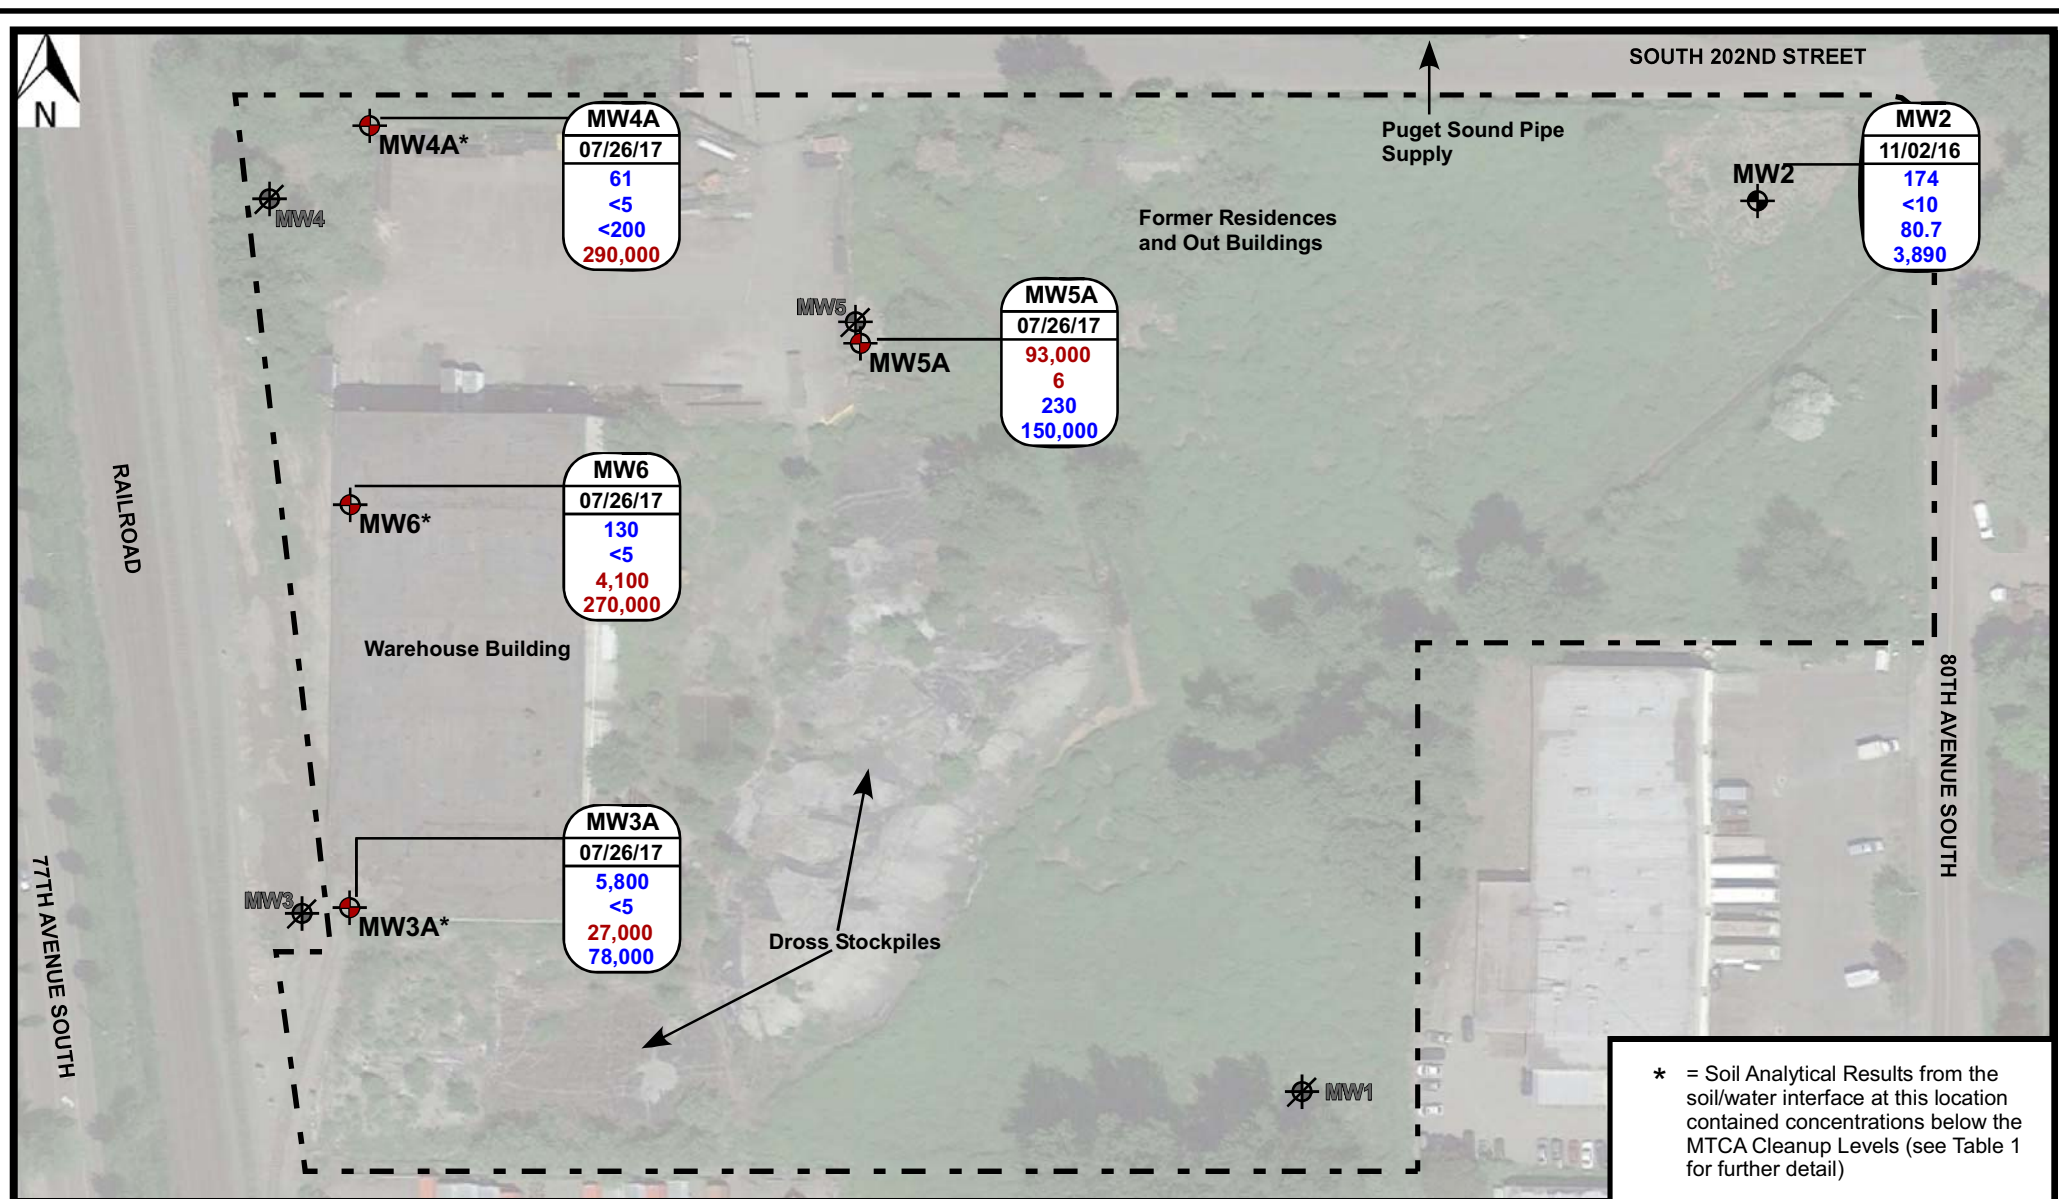 N
SOUTH 202ND STREET
MW4A
07/26/17
61
<5
<200
290,000
MW4A*
MW4
Puget Sound Pipe
Supply
MW2
11/02/16
174
<10
80.7
3,890
MW2
Former Residences
and Out Buildings
MW5
MW5A
MW5A
07/26/17
93,000
6
230
150,000
RAILROAD
MW6
07/26/17
130
<5
4,100
270,000
MW6*
Warehouse Building
80TH AVENUE SOUTH
MW3A
07/26/17
5,800
<5
27,000
78,000
MW3
MW3A*
77TH AVENUE SOUTH
Dross Stockpiles
MW1
* = Soil Analytical Results from the
soil/water interface at this location
contained concentrations below the
MTCA Cleanup Levels (see Table 1
for further detail)